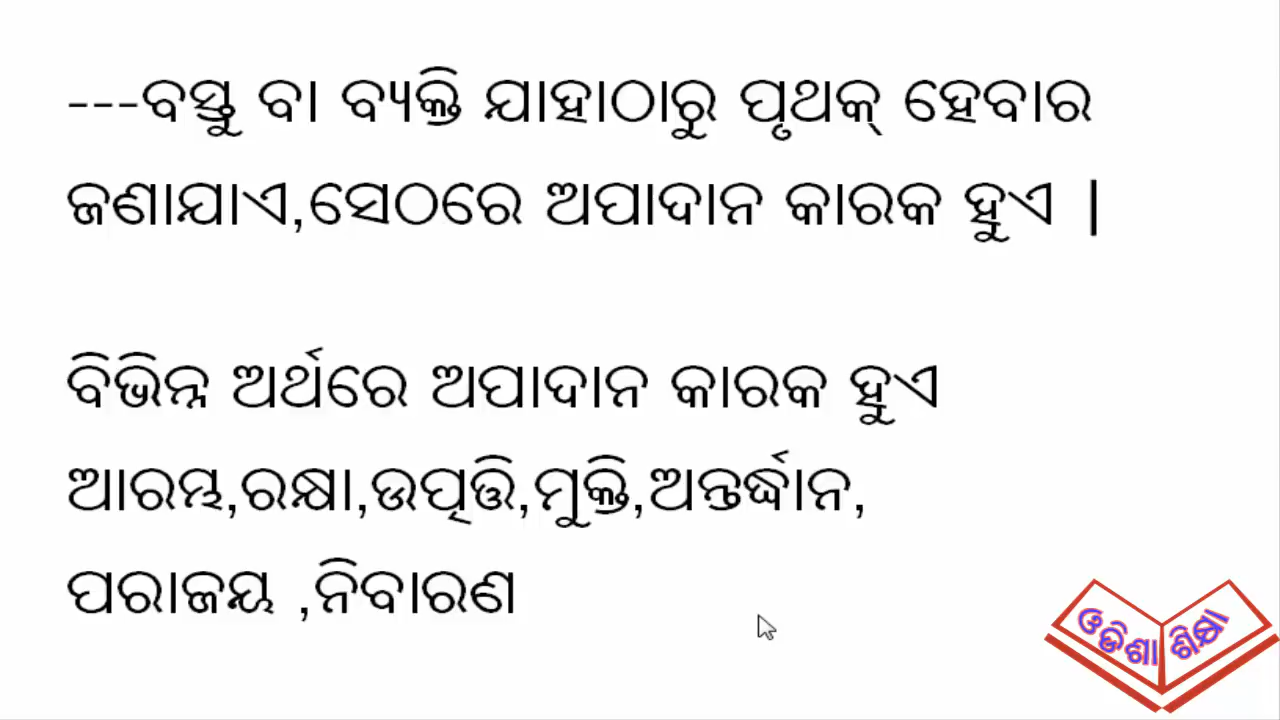 ---ବସ୍ତୁ ବା ବ୍ୟକ୍ତି ଯାହାଠାରୁ ପୃଥକ୍ ହେବାର
ଜଣାଯାଏ,ସେଠରେ ଅପାଦାନ କାରକ ହୁଏ |
ବିଭିନ୍ନ ଅର୍ଥରେ ଅପାଦାନ କାରକ ହୁଏ
ଆରମ୍ଭ,ରକ୍ଷା,ଉତ୍ପତ୍ତି,ମୁକ୍ତି,ଅନ୍ତର୍ଦ୍ଧାନ,
ପରାଜୟ ,ନିବାରଣ
ଓଡିଶା ଶିକ୍ଷା